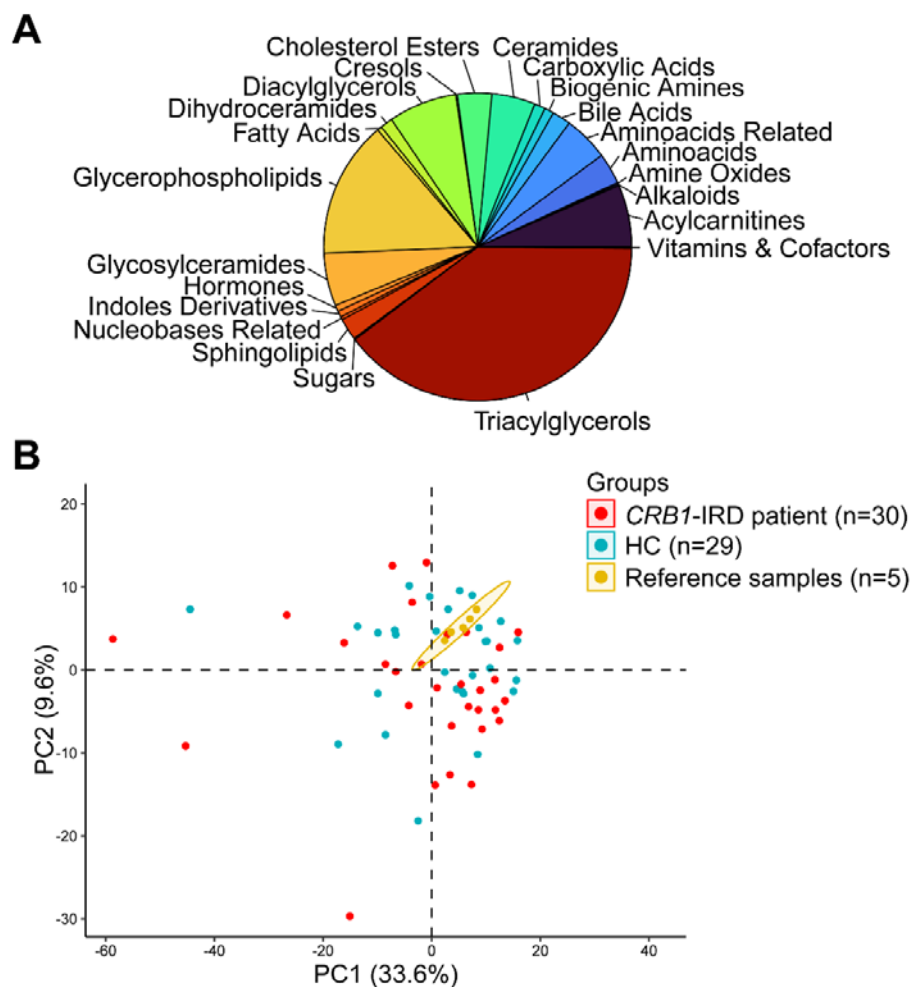 A
Cholesterol Esters
Ceramides
Cresols
Carboxylic Acids
Diacylglycerols
Biogenic Amines
Dihydroceramides
Bile Acids
Fatty Acids
Aminoacids Related
Aminoacids
Glycerophospholipids
Amine Oxides
Alkaloids
Acylcarnitines
Vitamins & Cofactors
Glycosylceramides
Hormones
Indoles Derivatives
Nucleobases Related
Sphingolipids
Sugars
Triacylglycerols
B
Groups
CRB1-IRD patient (n=30)
HC (n=29)
Reference samples (n=5)
PC2 (9.6%)
20
10
0
-10
-20
-30
-60
-40
-20
0
20
40
PC1 (33.6%)